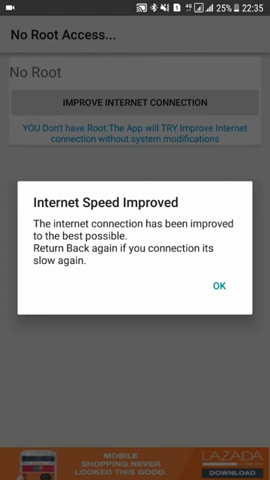 4G 25% 22:35
No Root Access...
No Root
IMPROVE INTERNET CONNECTION
YOU Don't have Root.The App will TRY Improve Internet
connection without system modifications
Internet Speed Improved
The internet connection has been improved
to the best possible.
Return Back again if you connection its
slow again.
OK
MOBILE
SHOPPING NEVER
LOOKED THIS GOOD.
LAZADA
DOWNLOAD